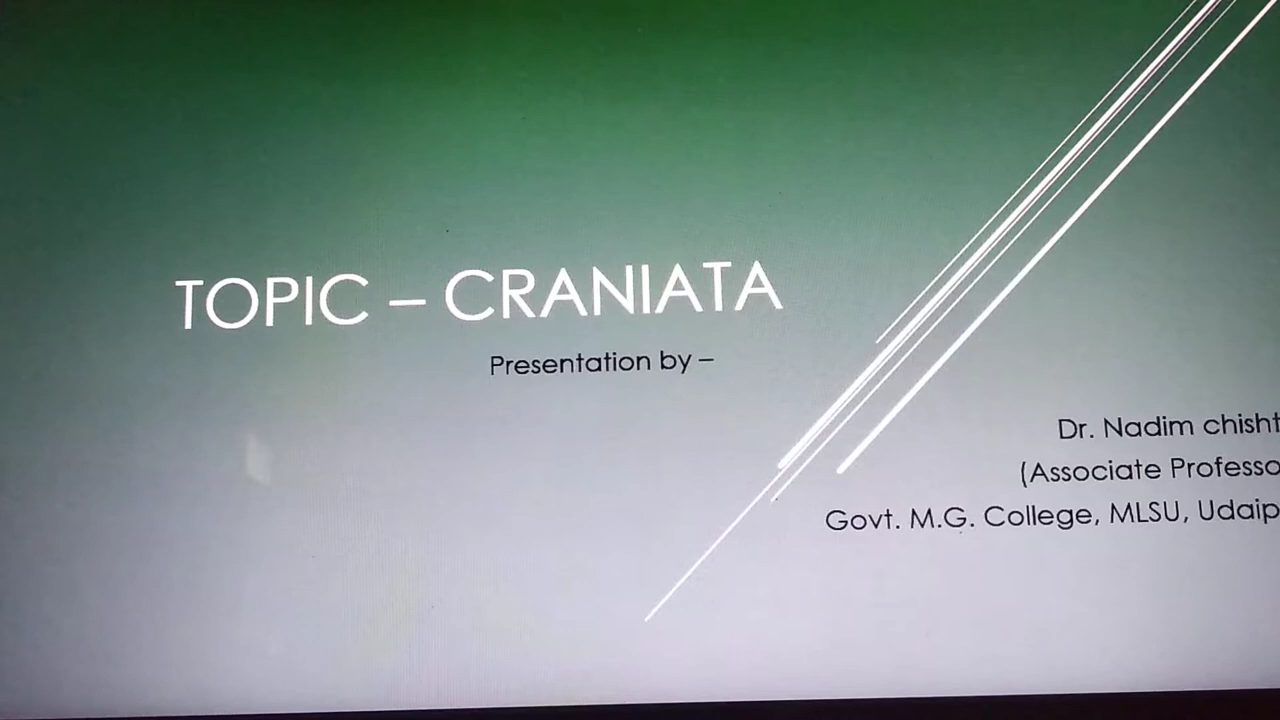 TOPIC – CRANIATA
Presentation by –
Dr. Nadim chisht
(Associate Professo
Govt. M.G. College, MLSU, Udaip